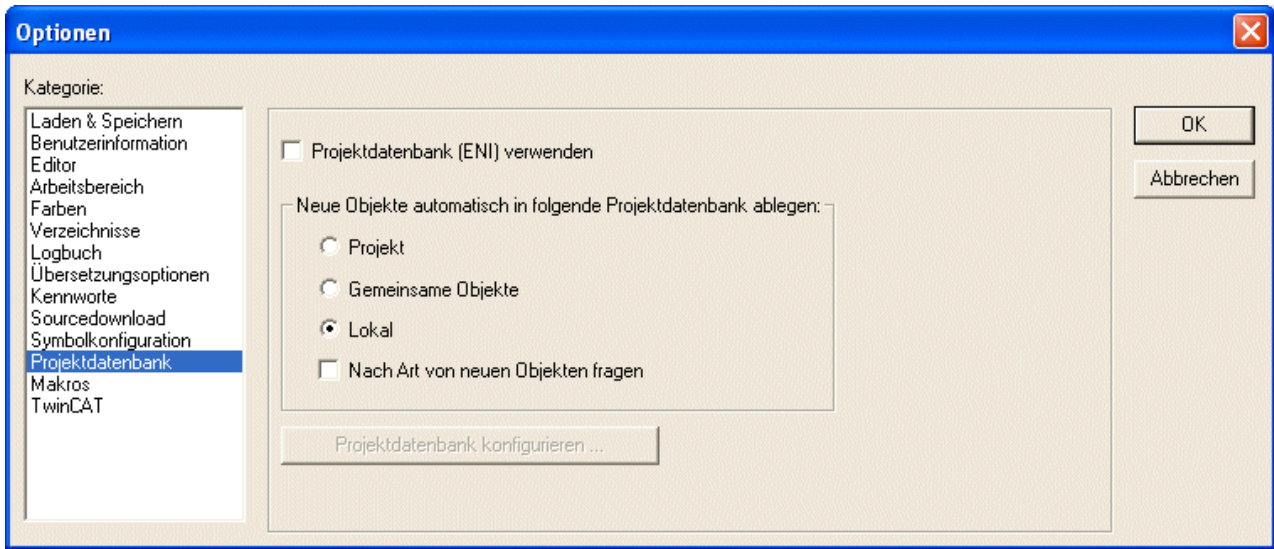 Optionen
Kategorie:
Laden & Speichern
Benutzerinformation
Editor
Arbeitsbereich
Farben
Verzeichnisse
Logbuch
Übersetzungsoptionen
Kennworte
Sourcedownload
Symbolkonfiguration
Projektdatenbank
Makros
TwinCAT
Projektdatenbank (ENI) verwenden
Neue Objekte automatisch in folgende Projektdatenbank ablegen:
Projekt
Gemeinsame Objekte
Lokal
Nach Art von neuen Objekten fragen
Projektdatenbank konfigurieren ...
OK
Abbrechen